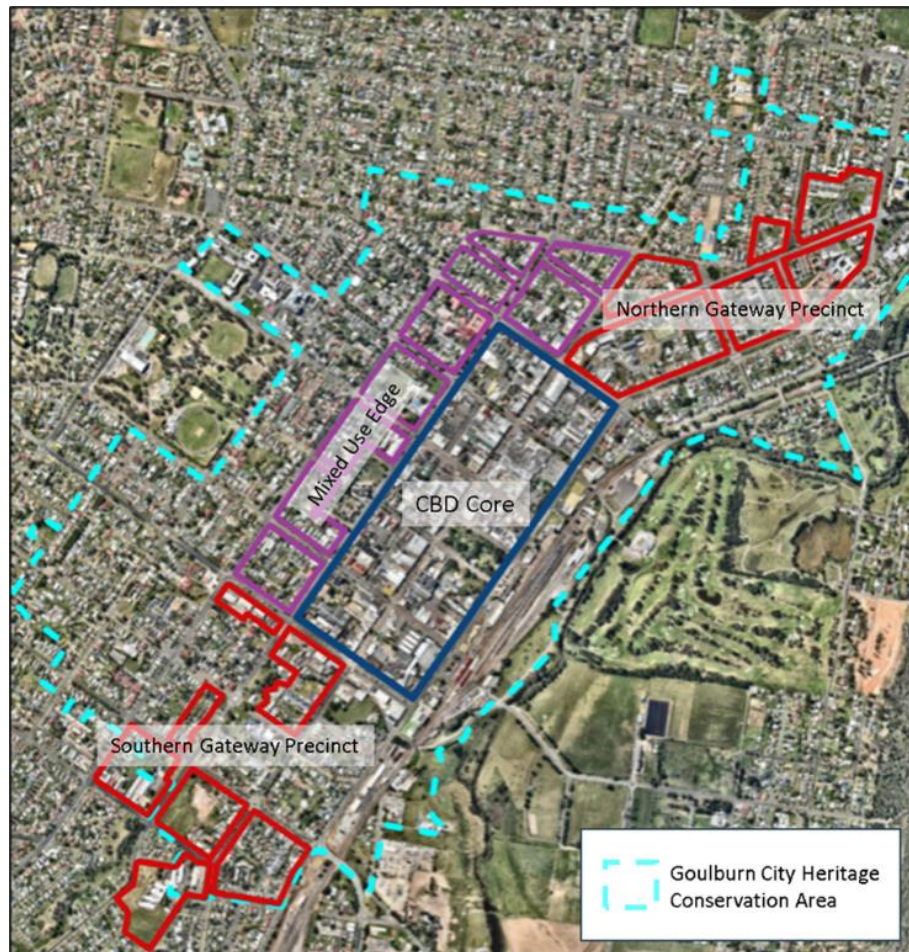 Northern Gateway Precinct
Mixed Use Edge
CBD Core
Southern Gateway Precinct
Goulburn City Heritage
Conservation Area